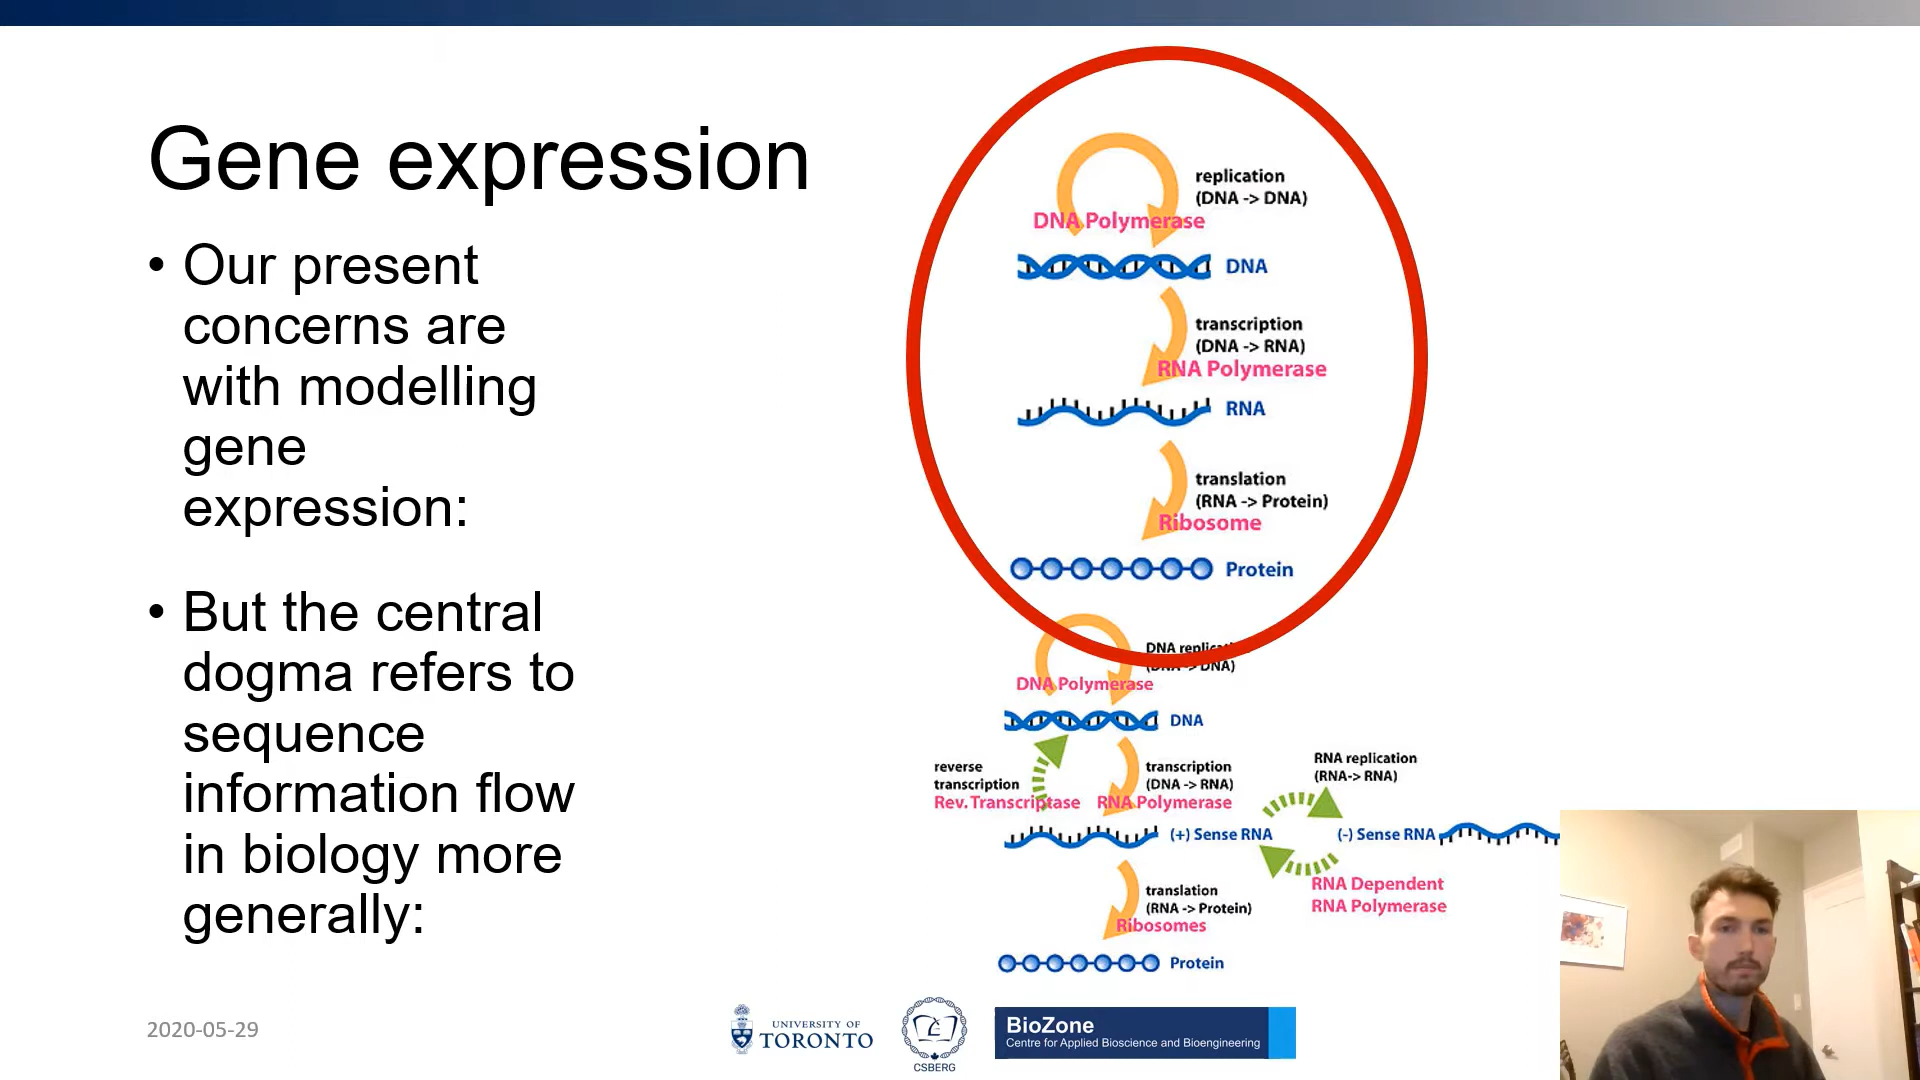 Gene expression
• Our present
concerns are
with modelling
gene
expression:
• But the central
dogma refers to
sequence
information flow
in biology more
generally:
replication
(DNA -> DNA)
DNA Polymerase
DNA
transcription
(DNA -> RNA)
RNA Polymerase
RNA
translation
(RNA -> Protein)
Ribosome
Protein
DNA
(DNA -> DNA)
DNA Polymerase
DNA
reverse
transcription
Rev. Transcriptase
transcription
(DNA -> RNA)
RNA Polymerase
RNA replication
(RNA-> RNA)
(+) Sense RNA
(-) Sense RNA
RNA Dependent
RNA Polymerase
translation
(RNA -> Protein)
Ribosomes
Protein
2020-05-29
UNIVERSITY OF
TORONTO
CSBERG
BioZone
Centre for Applied Bioscience and Bioengineering